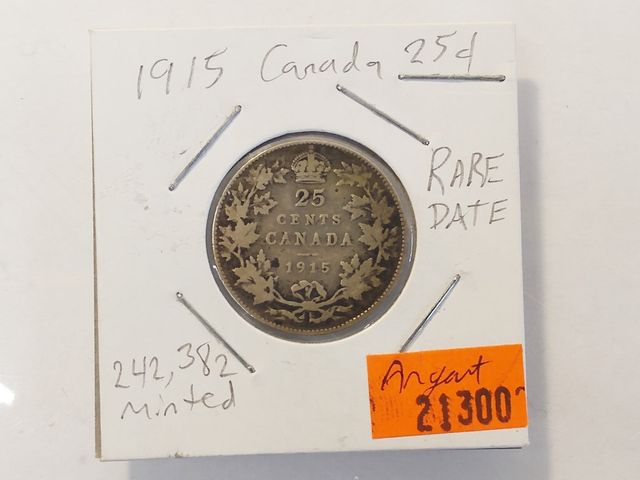 1915 Canada 25¢
RARE
DATE
25
CENTS
CANADA
1915
242,382
minted
Argent
21300